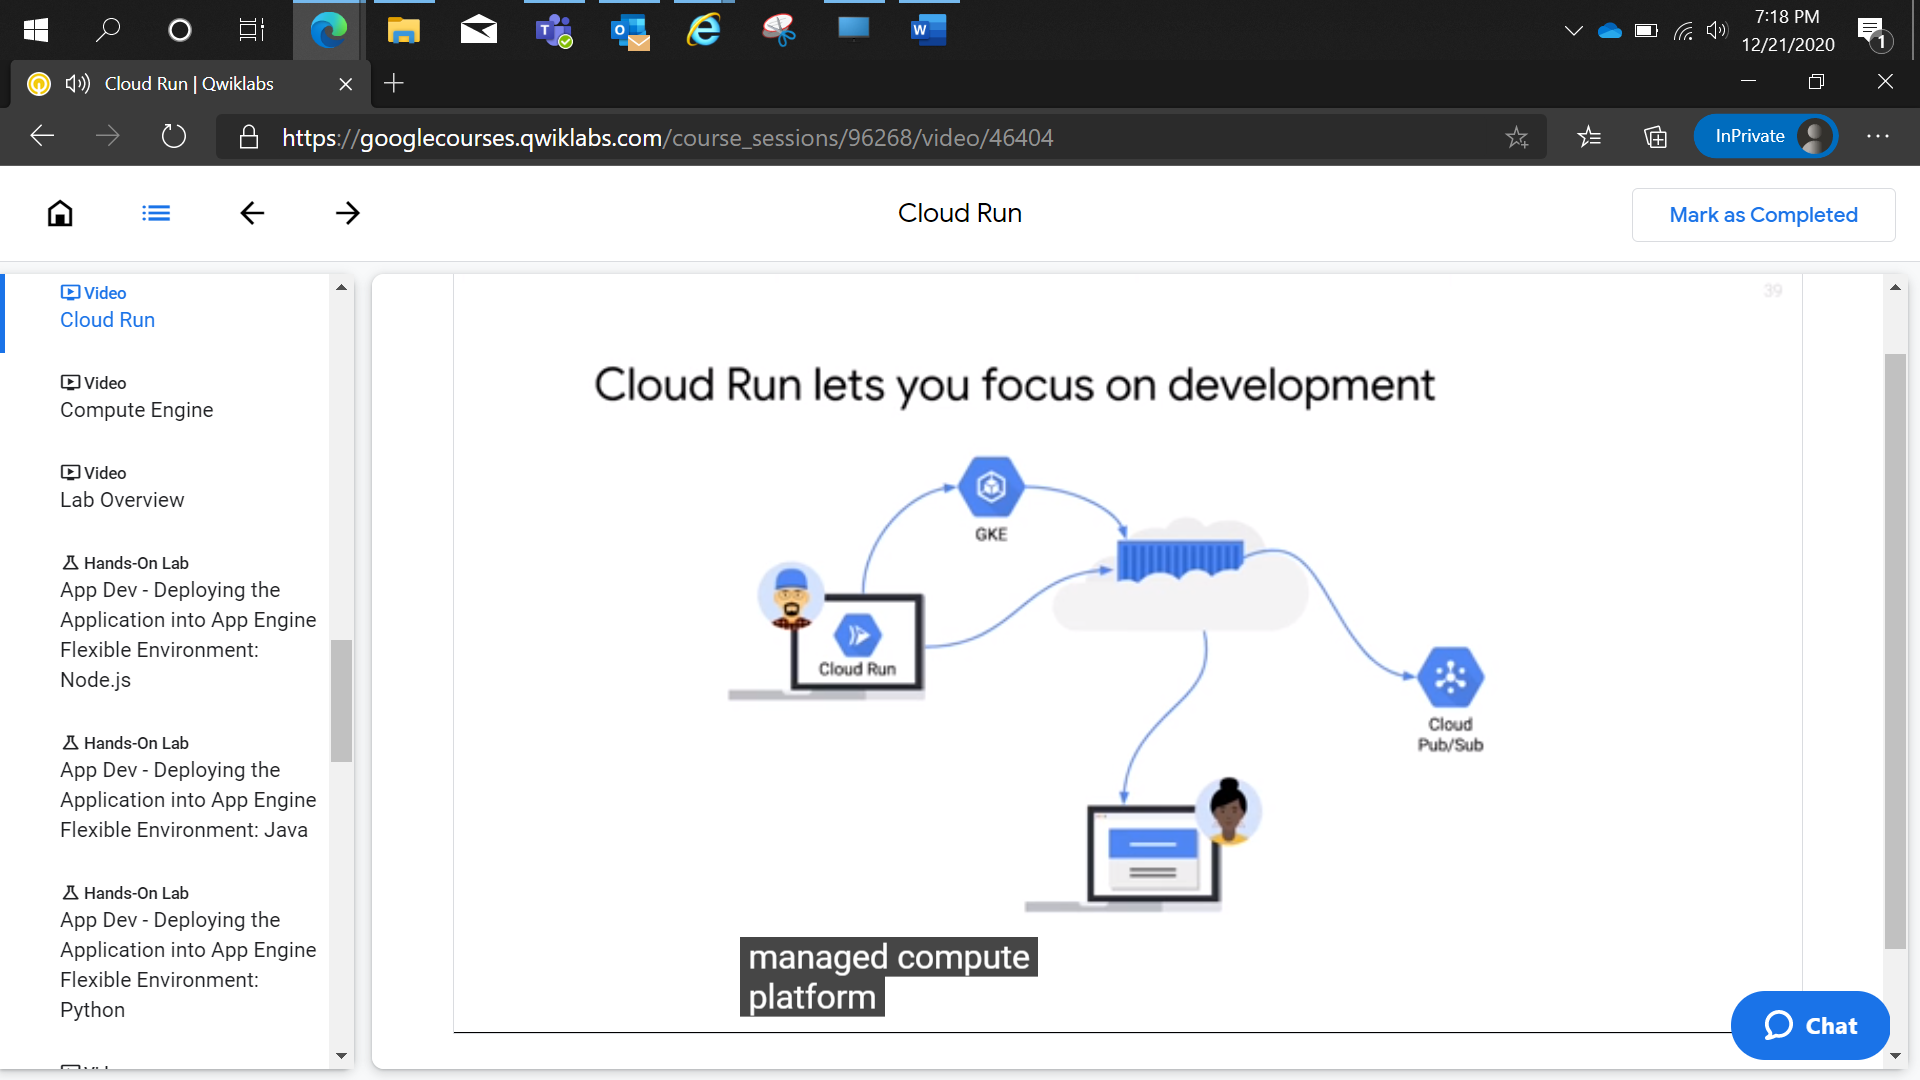 7:18 PM
12/21/2020
1
Cloud Run | Qwiklabs
https://googlecourses.qwiklabs.com/course_sessions/96268/video/46404
InPrivate
Cloud Run
Mark as Completed
Video
Cloud Run
Video
Compute Engine
Video
Lab Overview
Hands-On Lab
App Dev - Deploying the
Application into App Engine
Flexible Environment:
Node.js
Hands-On Lab
App Dev - Deploying the
Application into App Engine
Flexible Environment: Java
Hands-On Lab
App Dev - Deploying the
Application into App Engine
Flexible Environment:
Python
39
Cloud Run lets you focus on development
GKE
Cloud Run
Cloud
Pub/Sub
managed compute
platform
Chat